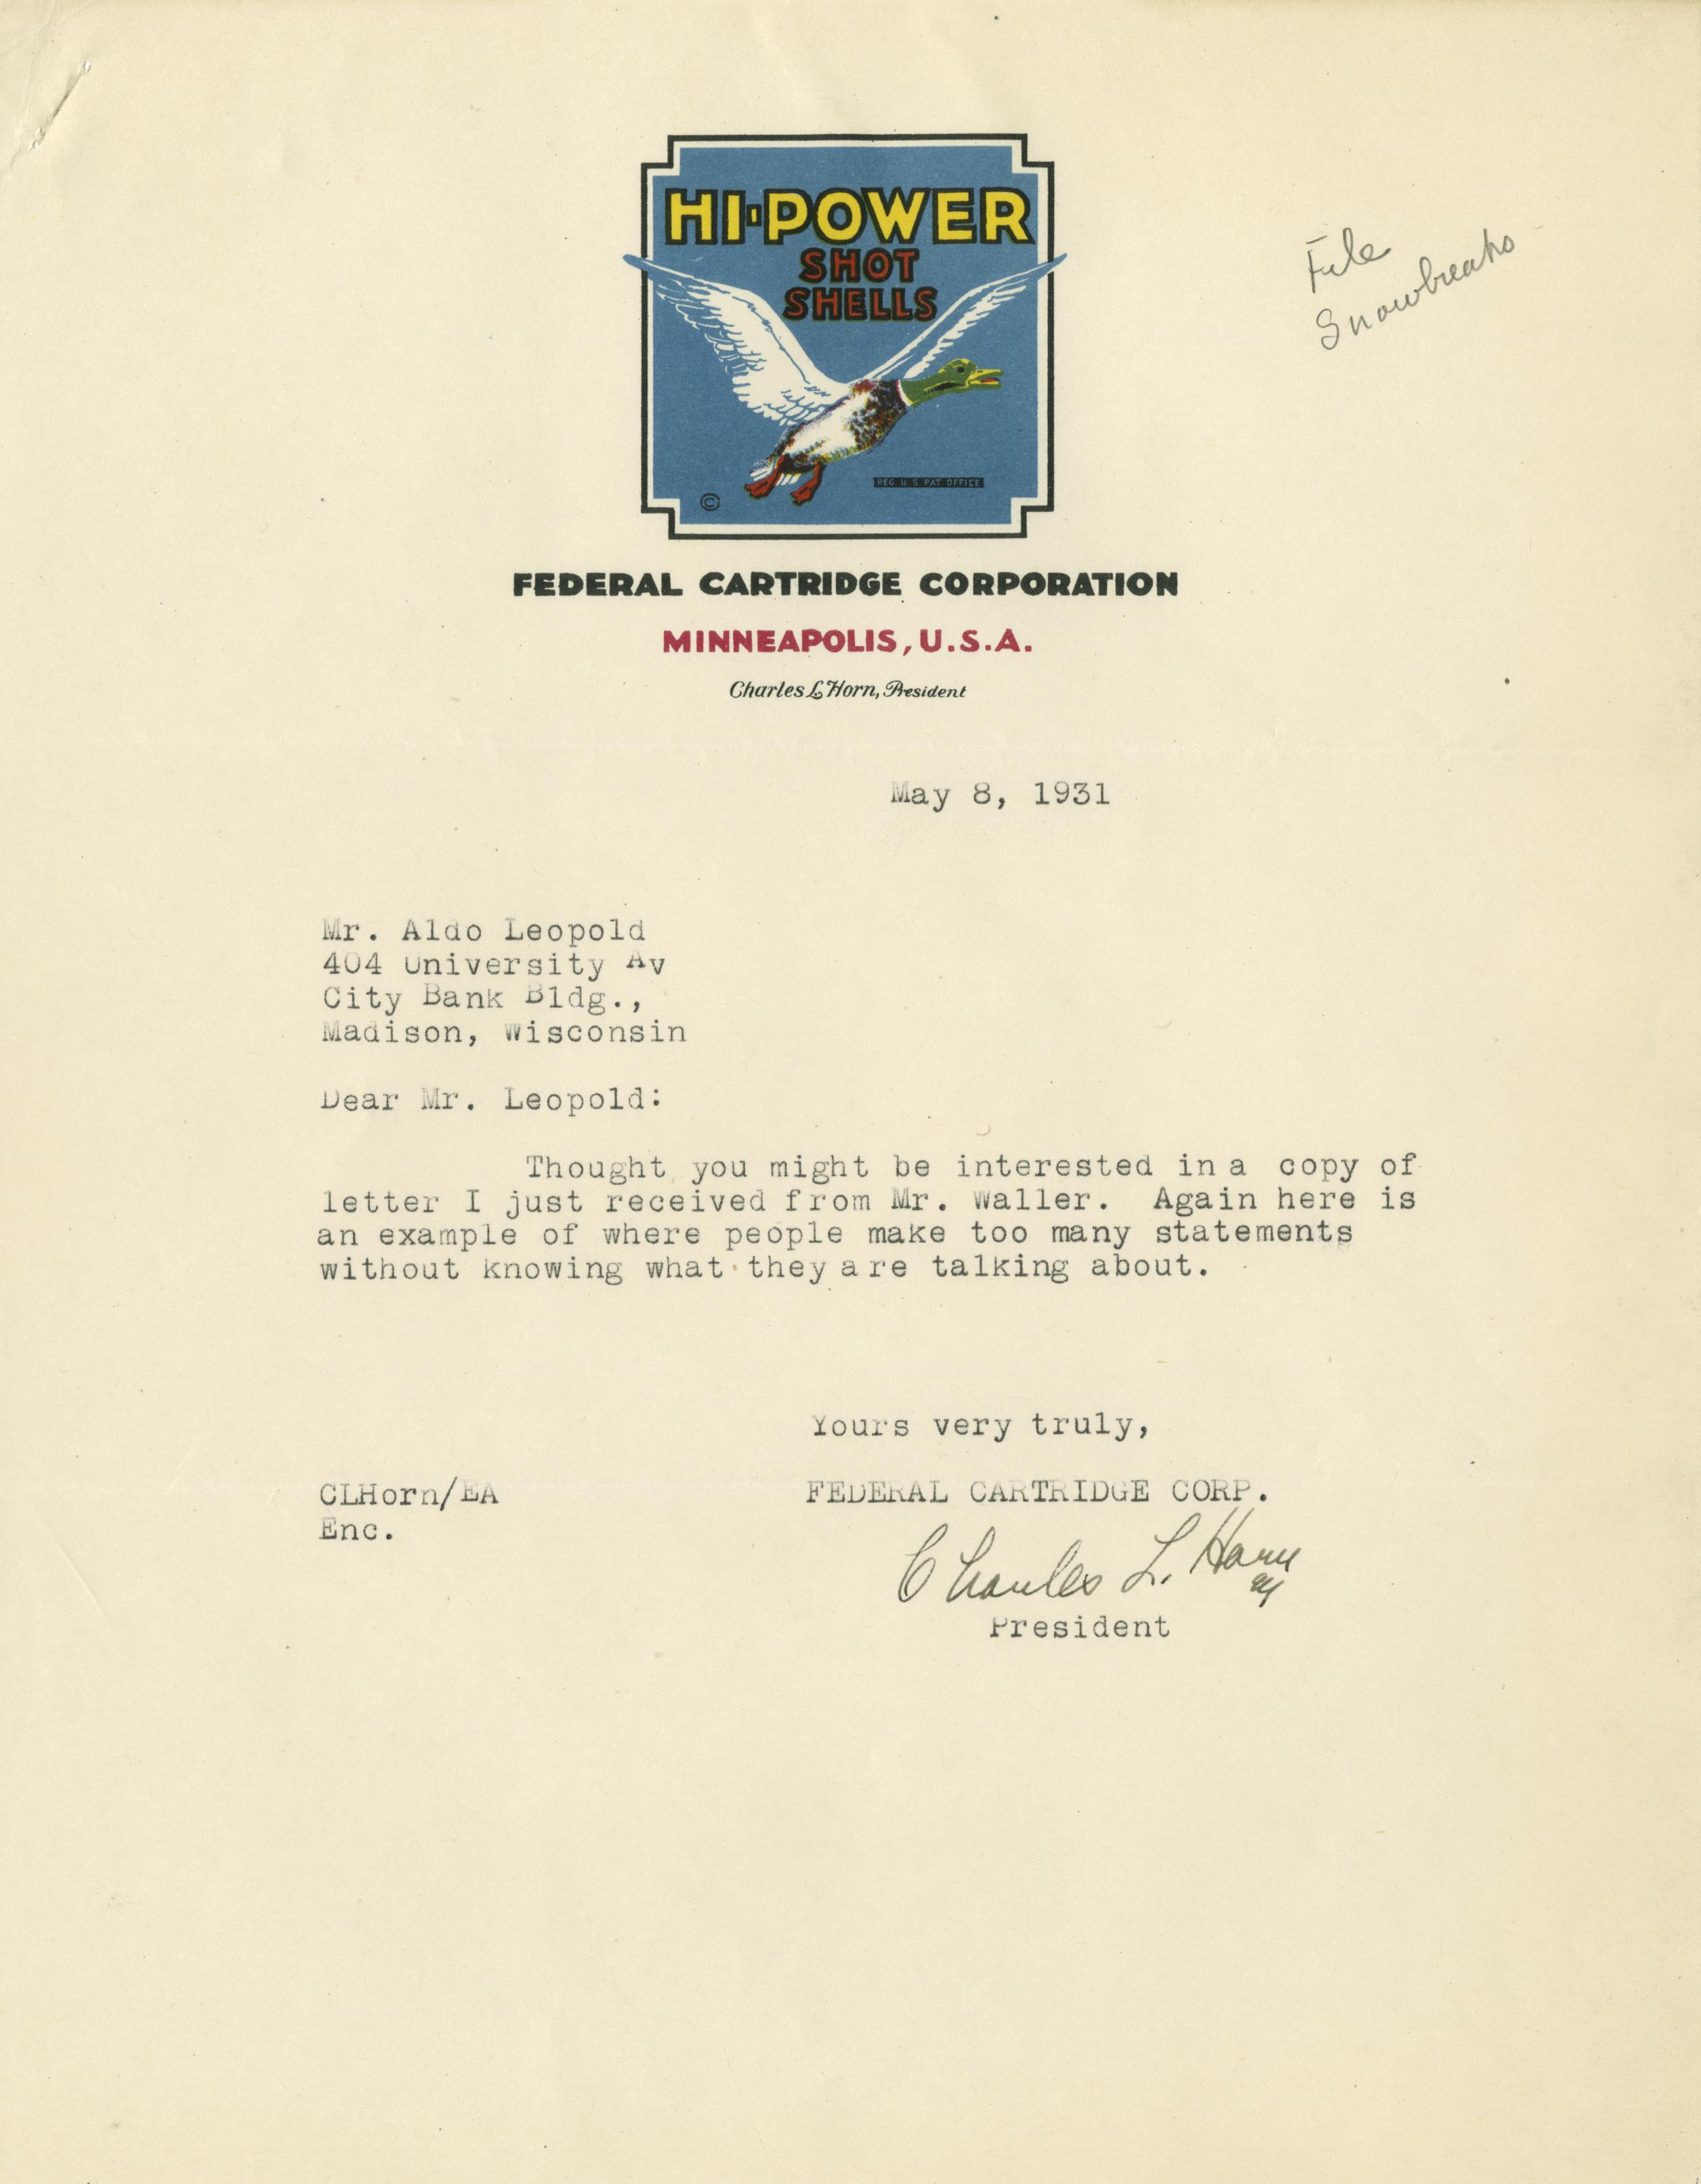 HI-POWER
SHOT
SHELLS
REG. U.S. PAT. OFFICE
©
File
Snowbreaks
FEDERAL CARTRIDGE CORPORATION
MINNEAPOLIS, U.S.A.
Charles L. Horn, President
May 8, 1931
Mr. Aldo Leopold
404 University Av
City Bank Bldg.,
Madison, Wisconsin
Dear Mr. Leopold:
Thought you might be interested in a copy of
letter I just received from Mr. Waller. Again here is
an example of where people make too many statements
without knowing what they are talking about.
Yours very truly,
CLHorn/EA FEDERAL CARTRIDGE CORP.
Enc.
Charles L. Horn
President